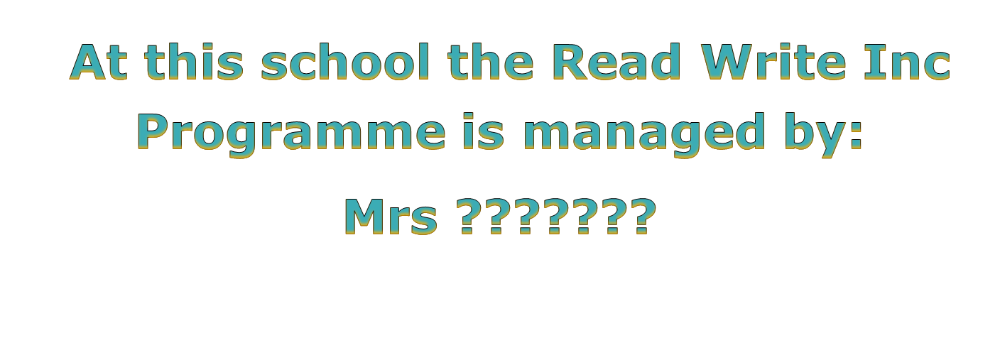 At this school the Read Write Inc
Programme is managed by:
Mrs ???????